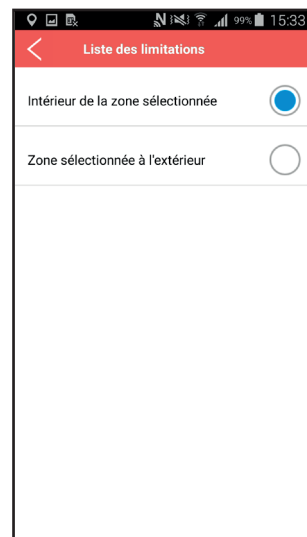 99% 15:33
Liste des limitations
Intérieur de la zone sélectionnée
Zone sélectionnée à l'extérieur